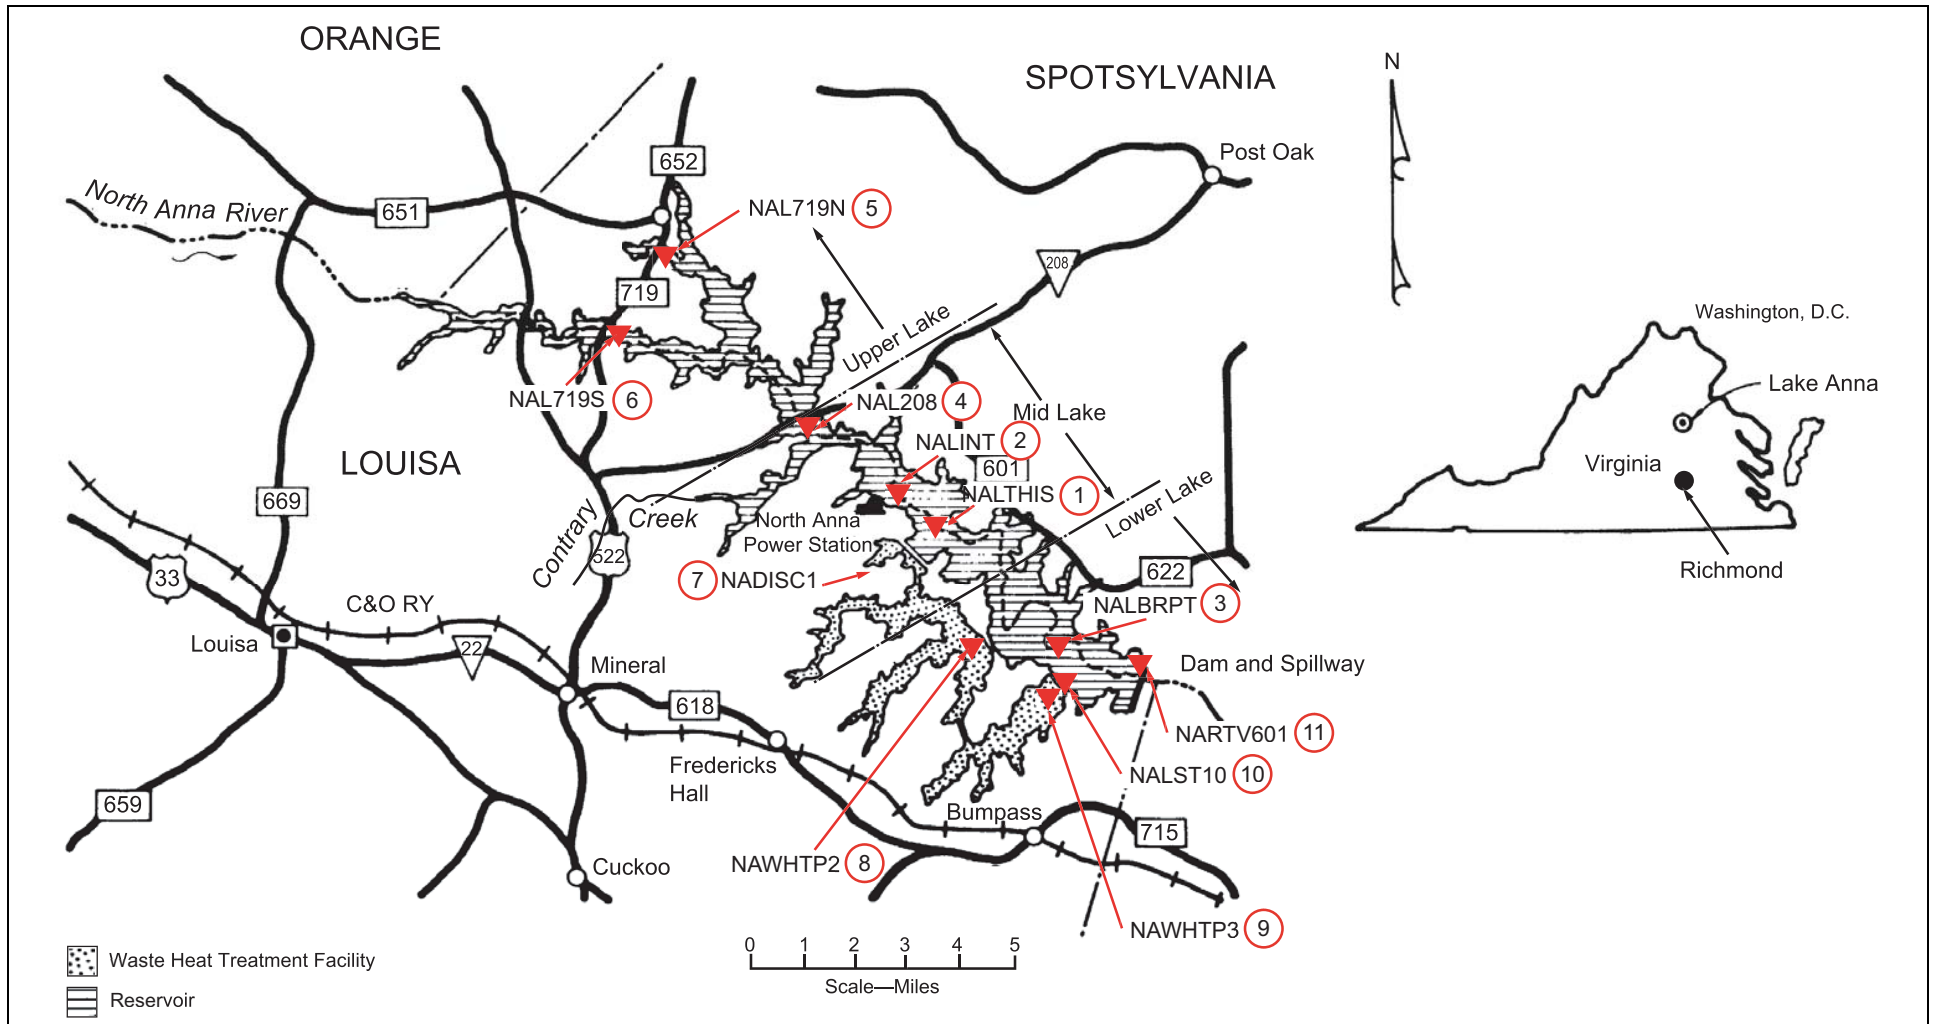 ORANGE
SPOTSYLVANIA
N
652
Post Oak
North Anna River
651
NAL719N 5
208
719
Upper Lake
Washington, D.C.
Lake Anna
NAL719S 6
NAL208 4
Mid Lake
NALINT 2
LOUISA
601
Virginia
669
NALTHIS 1
Lower Lake
Contrary
Creek
North Anna
Power Station
522
33
7 NADISC1
622
Richmond
C&O RY
NALBRPT 3
Louisa
22
Mineral
Dam and Spillway
618
NARTV601 11
Fredericks
Hall
NALST10 10
659
Bumpass
715
NAWHTP2 8
Cuckoo
NAWHTP3 9
0 1 2 3 4 5
Scale—Miles
Waste Heat Treatment Facility
Reservoir